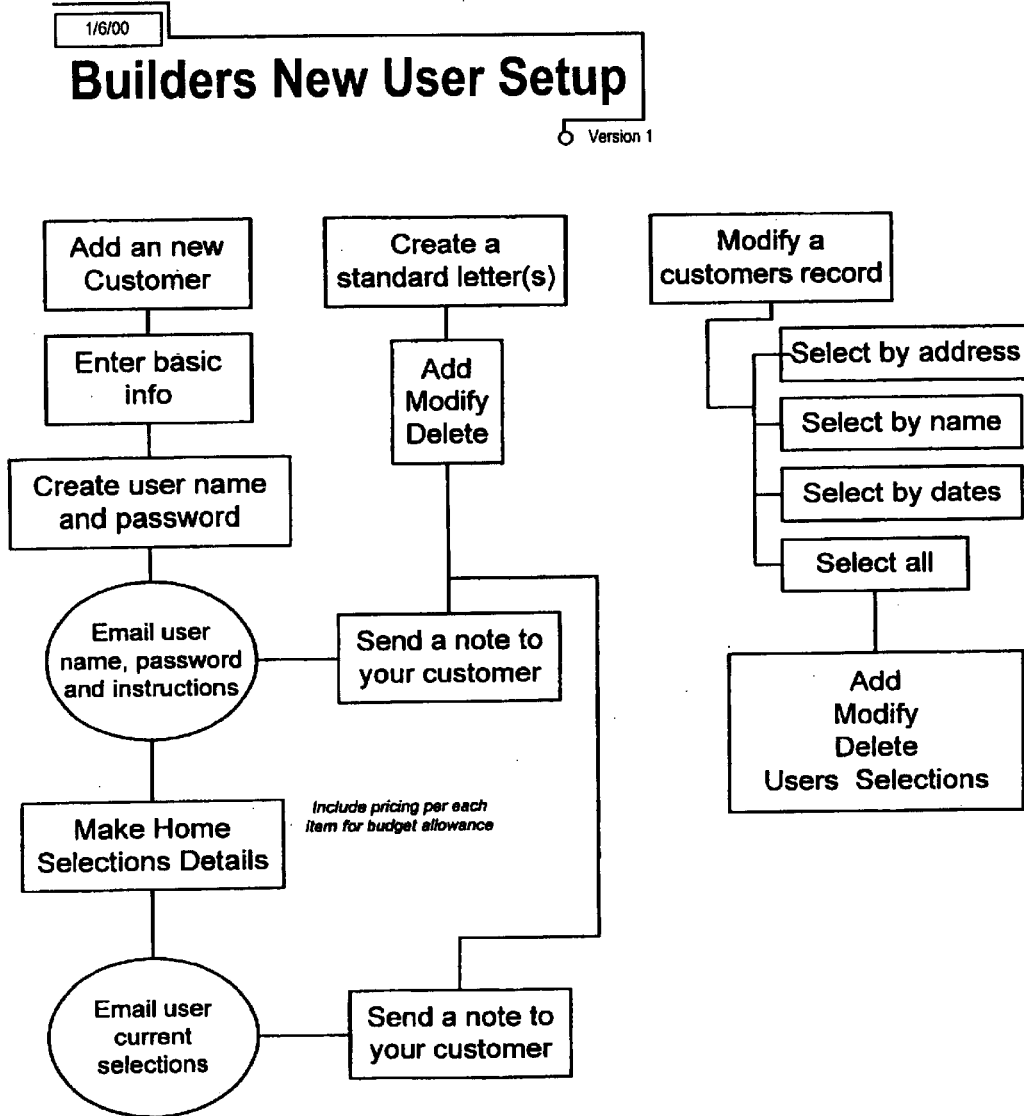 1/6/00
Builders New User Setup
Version 1
Add an new
Customer
Enter basic
info
Create user name
and password
Email user
name, password
and instructions
Make Home
Selections Details
Include pricing per each
item for budget allowance
Email user
current
selections
Create a
standard letter(s)
Add
Modify
Delete
Send a note to
your customer
Send a note to
your customer
Modify a
customers record
Select by address
Select by name
Select by dates
Select all
Add
Modify
Delete
Users Selections